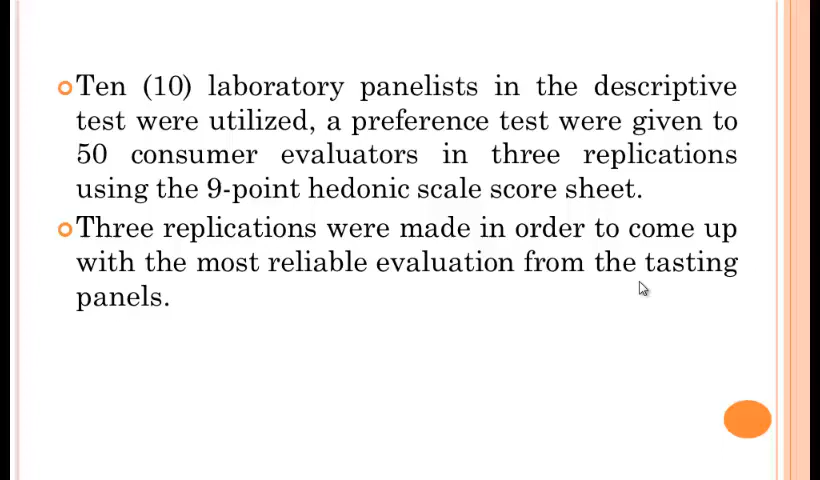 Ten (10) laboratory panelists in the descriptive
test were utilized, a preference test were given to
50 consumer evaluators in three replications
using the 9-point hedonic scale score sheet.
Three replications were made in order to come up
with the most reliable evaluation from the tasting
panels.